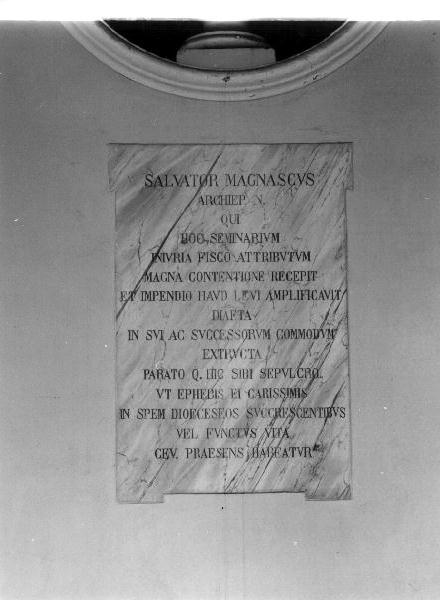 SALVATOR MAGNASCVS
ARCHIEP. N.
QUI
HOC SEMINARIVM
INIVRIA FISCO ATTRIBVTVM
MAGNA CONTENTIONE RECEPIT
ET IMPENDIO HAVD LEVI AMPLIFICAVIT
DIAETA
IN SVI AC SVCCESSORVM COMMODVM
EXTRVCTA
PARATO Q. HIC SIBI SEPVLCRO
VT EPHEBIS EI CARISSIMIS
IN SPEM DIOECESEOS SVCCRESCENTIBVS
VEL FVNCTVS VITA
CEV PRAESENS HABEATVR